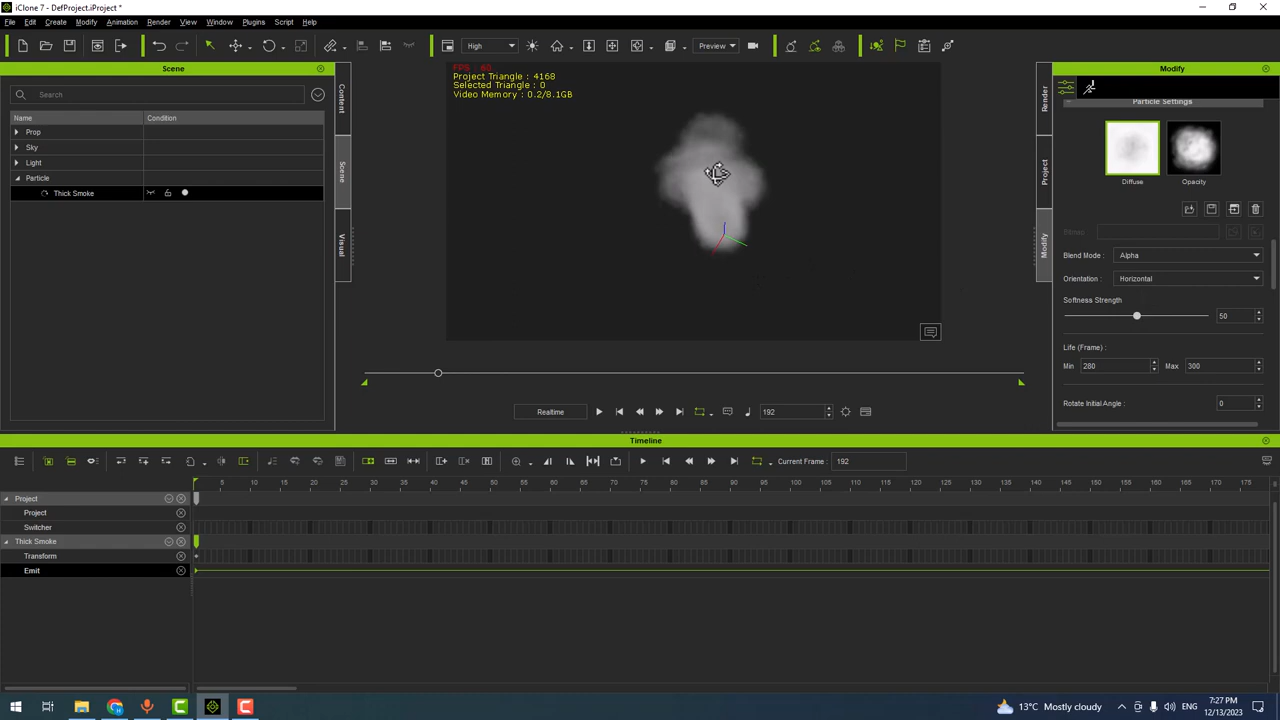 iClone 7 - DefProject.iProject *
File Edit Create Modify Animation Render View Window Plugins Script Help
High Preview
Scene
Search
Name Condition
Prop
Sky
Light
Particle
Thick Smoke
Content
Scene
Visual
FPS : 60
Project Triangle : 4168
Selected Triangle : 0
Video Memory : 0.2/8.1GB
Render
Project
Modify
Modify
Particle Settings
Diffuse Opacity
Bitmap
Blend Mode : Alpha
Orientation : Horizontal
Softness Strength
50
Life (Frame) :
Min 280 Max 300
Rotate Initial Angle : 0
Realtime 192
Timeline
Current Frame : 192
5 10 15 20 25 30 35 40 45 50 55 60 65 70 75 80 85 90 95 100 105 110 115 120 125 130 135 140 145 150 155 160 165 170 175
Project
Project
Switcher
Thick Smoke
Transform
Emit
13°C Mostly cloudy ENG 7:27 PM
12/13/2023